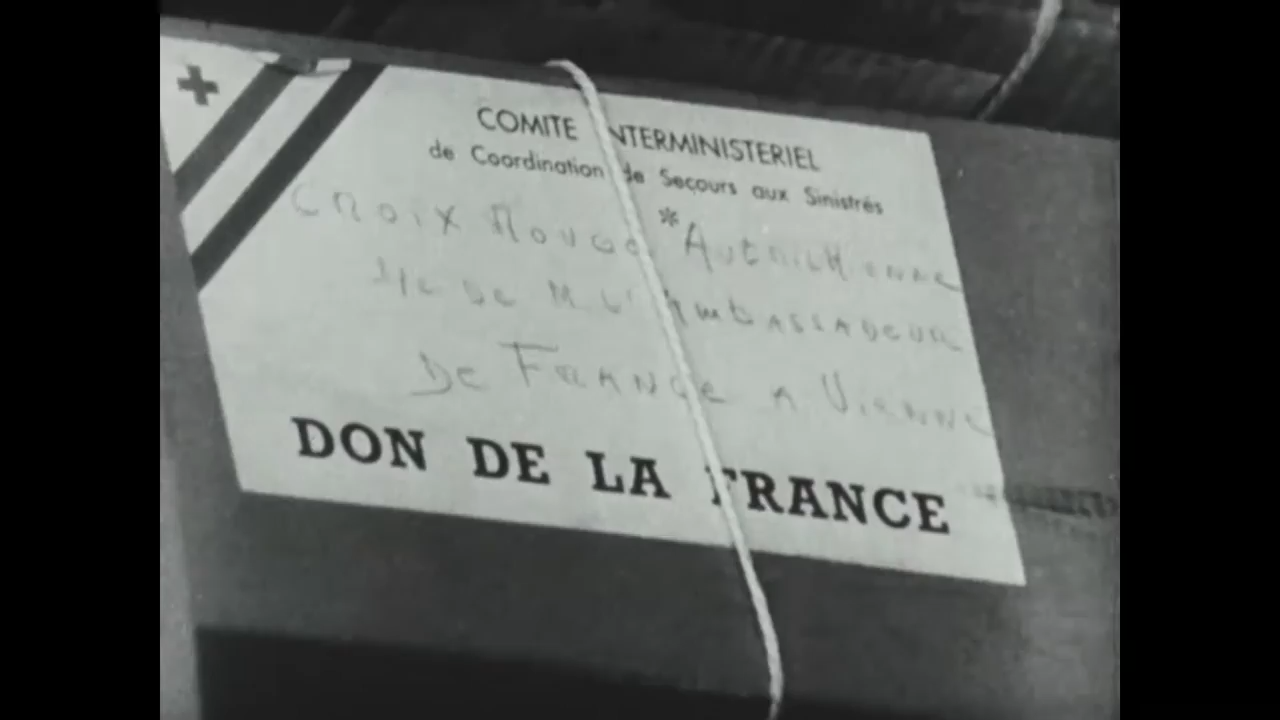 COMITE INTERMINISTERIEL
de Coordination de Secours aux Sinistrés
CROIX ROUGE * AUTRICHIENNE
S/C DE M L'AMBASSADEUR
DE FRANCE A VIENNE
DON DE LA FRANCE